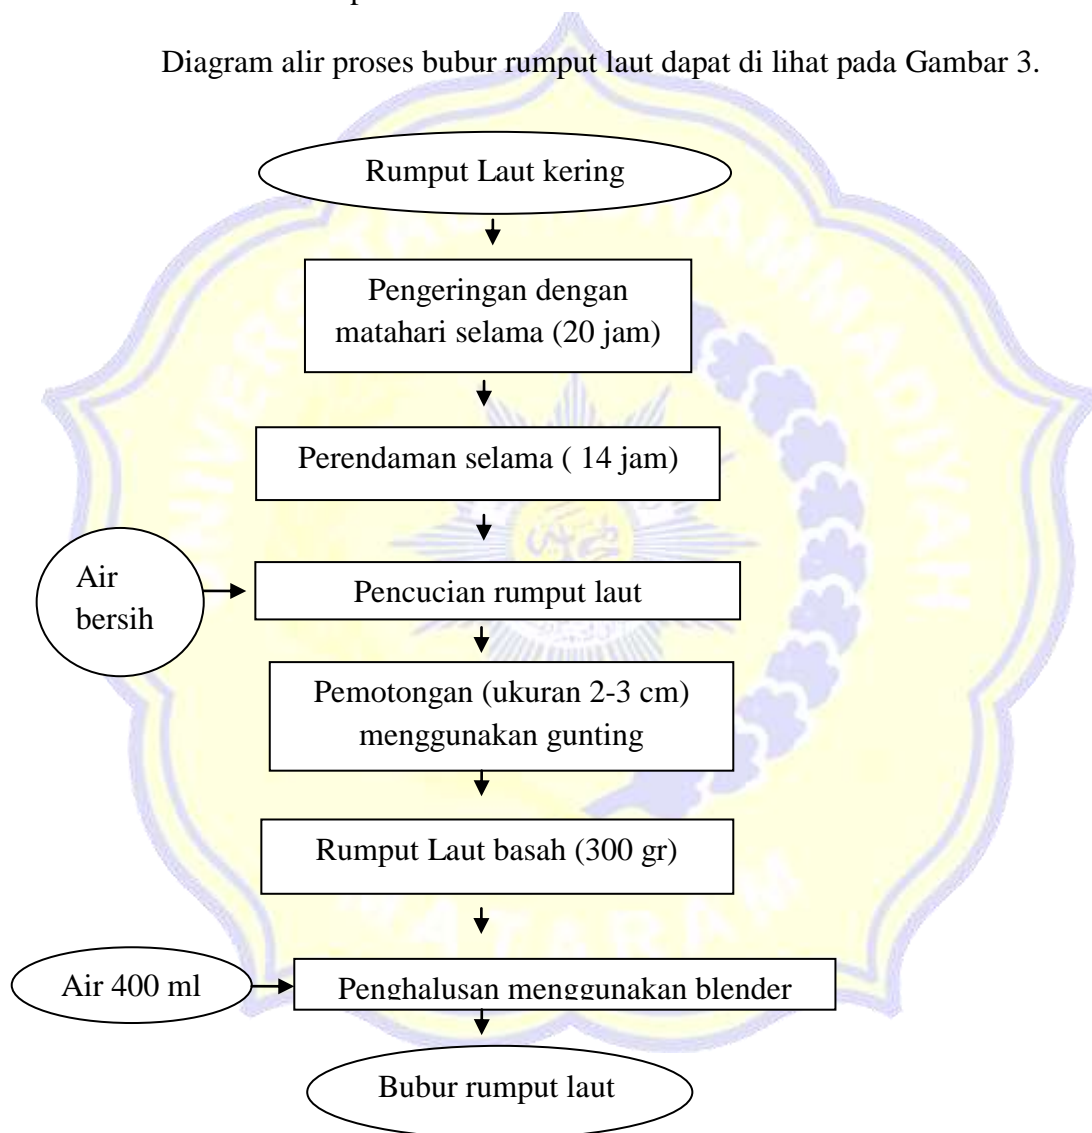 Diagram alir proses bubur rumput laut dapat di lihat pada Gambar 3.
Rumput Laut kering
Pengeringan dengan
matahari selama (20 jam)
Perendaman selama ( 14 jam)
Air
bersih
Pencucian rumput laut
Pemotongan (ukuran 2-3 cm)
menggunakan gunting
Rumput Laut basah (300 gr)
Air 400 ml
Penghalusan menggunakan blender
Bubur rumput laut
MATARAM